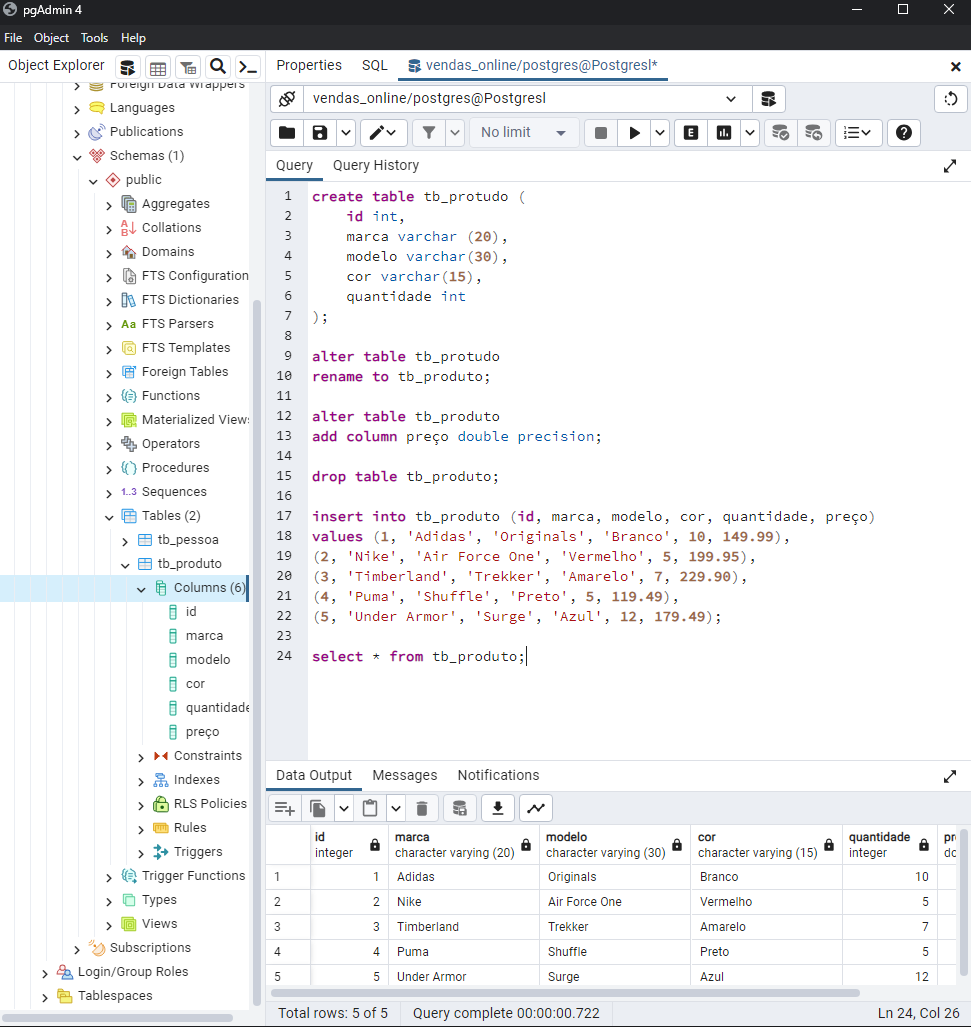 pgAdmin 4
File Object Tools Help
Object Explorer
Foreign Data Wrappers
Languages
Publications
Schemas (1)
public
Aggregates
Collations
Domains
FTS Configuration
FTS Dictionaries
Aa FTS Parsers
FTS Templates
Foreign Tables
Functions
Materialized View
Operators
Procedures
1..3 Sequences
Tables (2)
tb_pessoa
tb_produto
Columns (6)
id
marca
modelo
cor
quantidade
preço
Constraints
Indexes
RLS Policies
Rules
Triggers
Trigger Functions
Types
Views
Subscriptions
Login/Group Roles
Tablespaces
Properties SQL vendas_online/postgres@Postgresl*
vendas_online/postgres@Postgresl
No limit
E
Query Query History
1 create table tb_protudo (
2 id int,
3 marca varchar (20),
4 modelo varchar(30),
5 cor varchar(15),
6 quantidade int
7 );
8
9 alter table tb_protudo
10 rename to tb_produto;
11
12 alter table tb_produto
13 add column preço double precision;
14
15 drop table tb_produto;
16
17 insert into tb_produto (id, marca, modelo, cor, quantidade, preço)
18 values (1, 'Adidas', 'Originals', 'Branco', 10, 149.99),
19 (2, 'Nike', 'Air Force One', 'Vermelho', 5, 199.95),
20 (3, 'Timberland', 'Trekker', 'Amarelo', 7, 229.90),
21 (4, 'Puma', 'Shuffle', 'Preto', 5, 119.49),
22 (5, 'Under Armor', 'Surge', 'Azul', 12, 179.49);
23
24 select * from tb_produto;
Data Output Messages Notifications
id marca modelo cor quantidade pr
integer character varying (20) character varying (30) character varying (15) integer do
1 1 Adidas Originals Branco 10
2 2 Nike Air Force One Vermelho 5
3 3 Timberland Trekker Amarelo 7
4 4 Puma Shuffle Preto 5
5 5 Under Armor Surge Azul 12
Total rows: 5 of 5 Query complete 00:00:00.722 Ln 24, Col 26